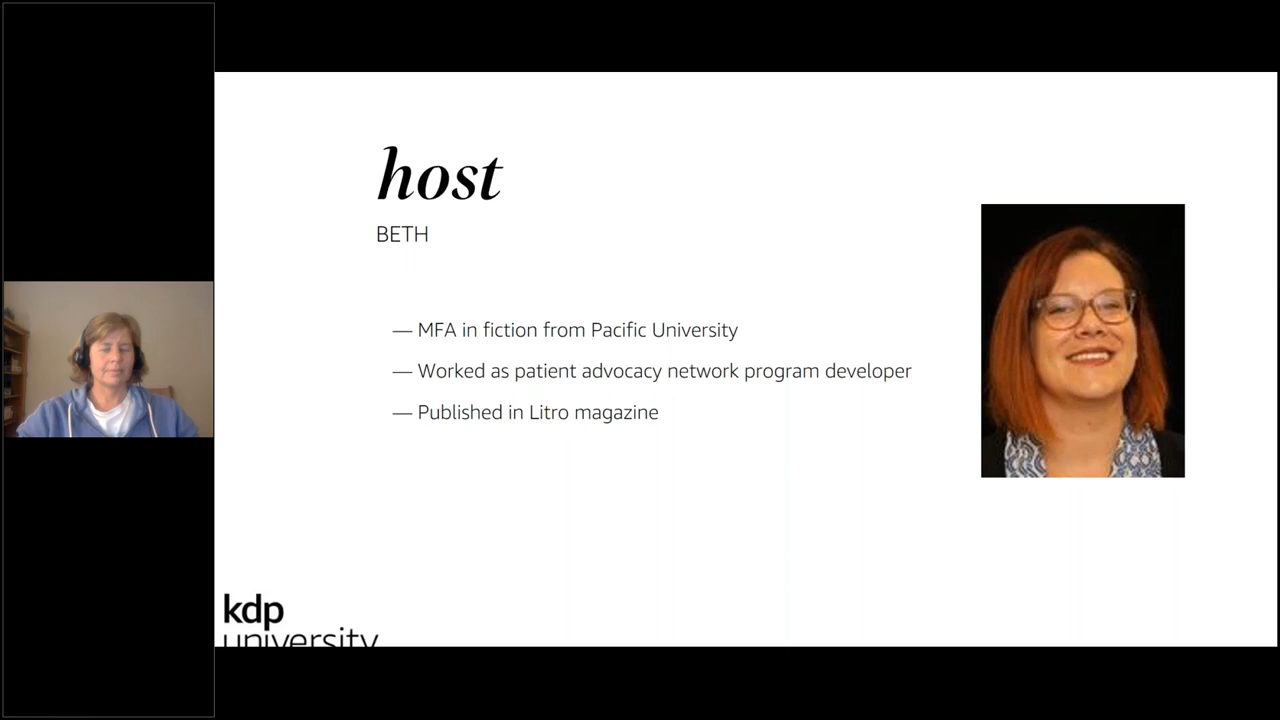 host
BETH
— MFA in fiction from Pacific University
— Worked as patient advocacy network program developer
— Published in Litro magazine
kdp
university